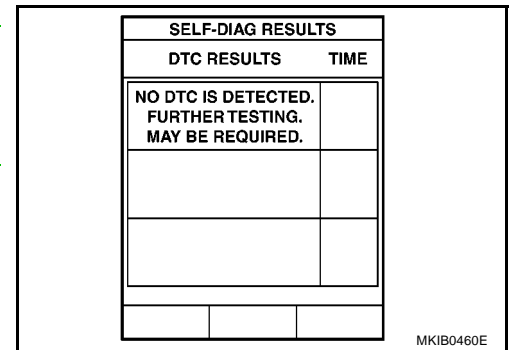 SELF-DIAG RESULTS
DTC RESULTS TIME
NO DTC IS DETECTED.
FURTHER TESTING.
MAY BE REQUIRED.
MKIB0460E